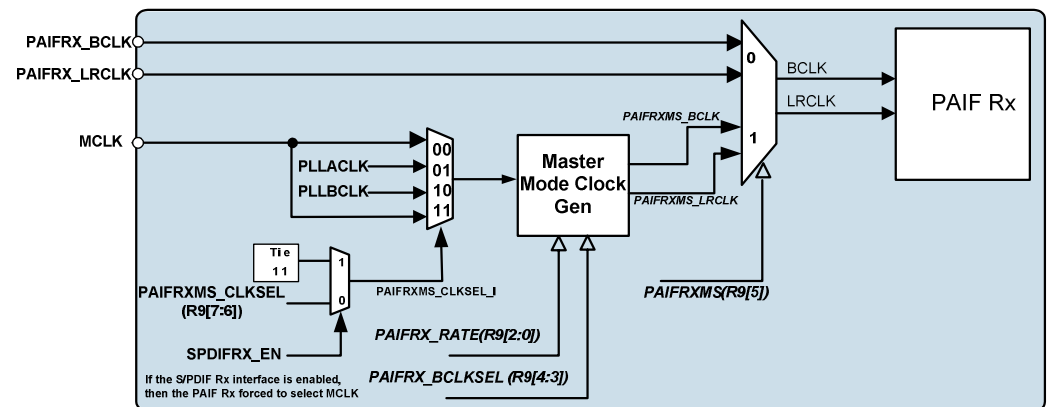 PAIFRX_BCLK
PAIFRX_LRCLK
MCLK
0
1
BCLK
LRCLK
PAIF Rx
PAIFRXMS_BCLK
PAIFRXMS_LRCLK
00
01
10
11
PLLACLK
PLLBCLK
Master
Mode Clock
Gen
Tie
11
1
0
PAIFRXMS_CLKSEL
(R9[7:6])
PAIFRXMS_CLKSEL_I
PAIFRXMS(R9[5])
SPDIFRX_EN
PAIFRX_RATE(R9[2:0])
PAIFRX_BCLKSEL (R9[4:3])
If the S/PDIF Rx interface is enabled,
then the PAIF Rx forced to select MCLK